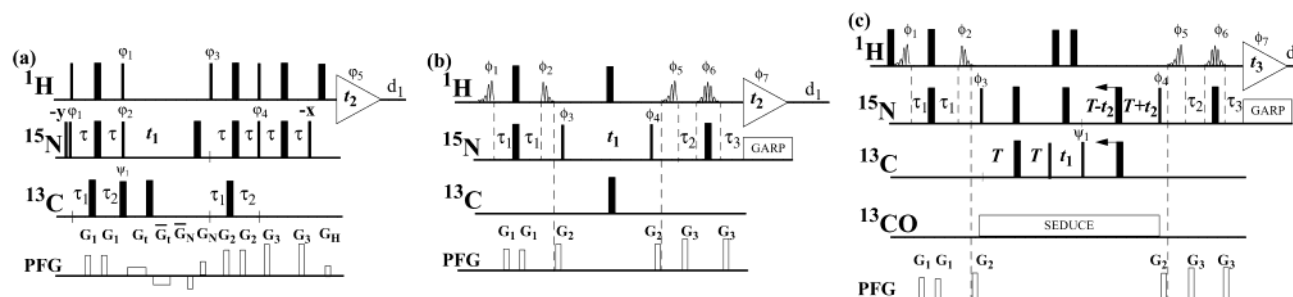 (a)
φ1 φ3 φ5
1H t2 d1
-y φ1 φ2 φ4 -x
15N τ τ t1 τ τ
ψ1
13C τ1 τ2 τ2
G1 G1 Gt Gt GN GN G2 G2 G3 G3 GH
PFG
(b)
ϕ1 ϕ2 ϕ5 ϕ6 ϕ7
1H t2 d1
ϕ3 ϕ4
15N τ1 τ1 t1 τ2 τ3 GARP
13C
G1 G1 G2 G2 G3 G3
PFG
(c)
ϕ1 ϕ2 ϕ5 ϕ6 ϕ7
1H t3 d
ϕ3 ϕ4
15N τ1 τ1 T-t2 T+t2 τ2 τ3 GARP
ψ1
13C T T t1
13CO SEDUCE
G1 G1 G2 G2 G3 G3
PFG